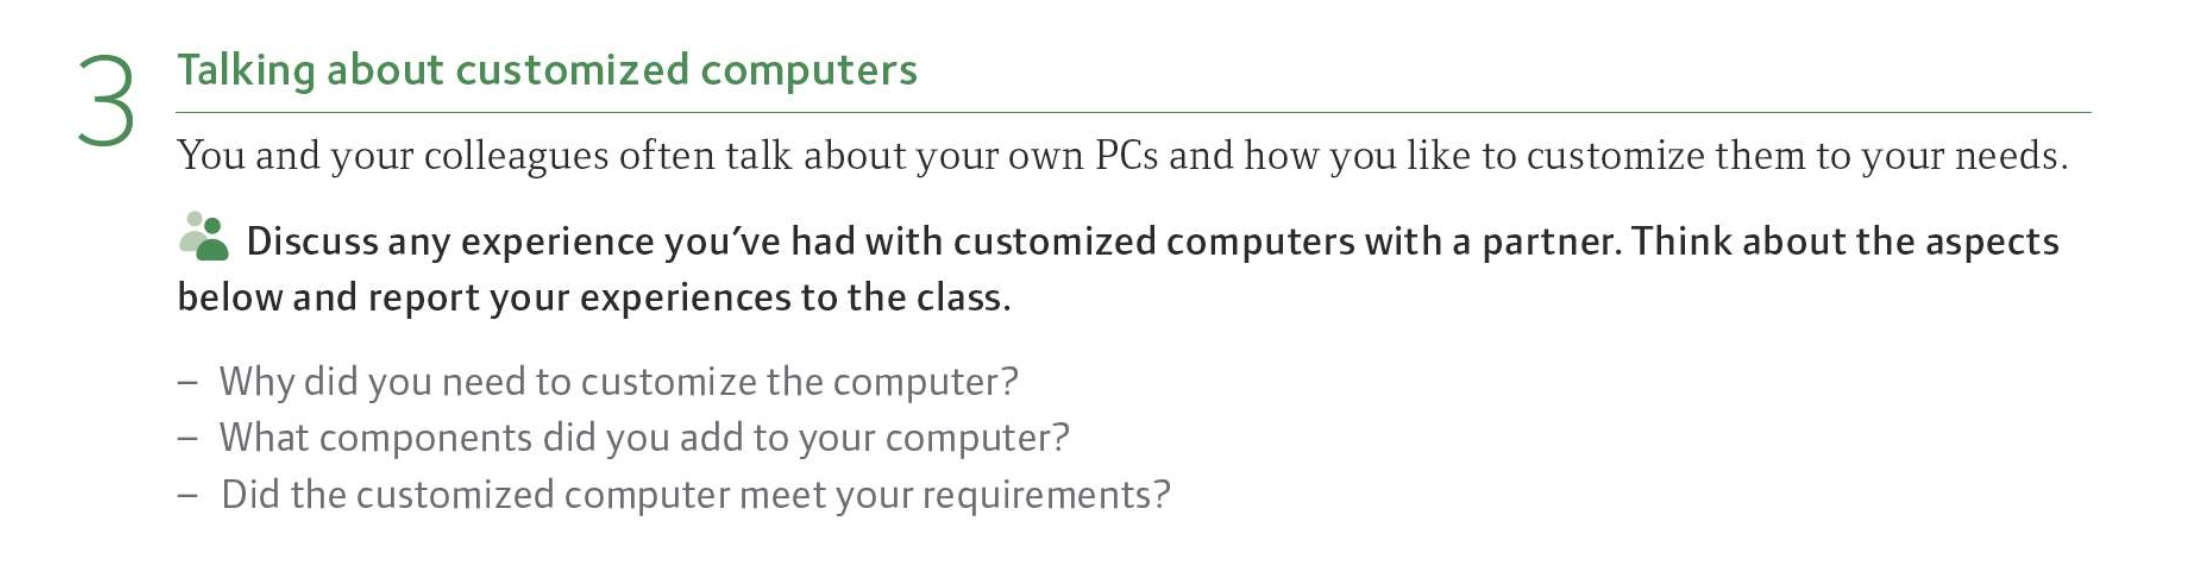 3 Talking about customized computers
You and your colleagues often talk about your own PCs and how you like to customize them to your needs.
Discuss any experience you’ve had with customized computers with a partner. Think about the aspects
below and report your experiences to the class.
– Why did you need to customize the computer?
– What components did you add to your computer?
– Did the customized computer meet your requirements?